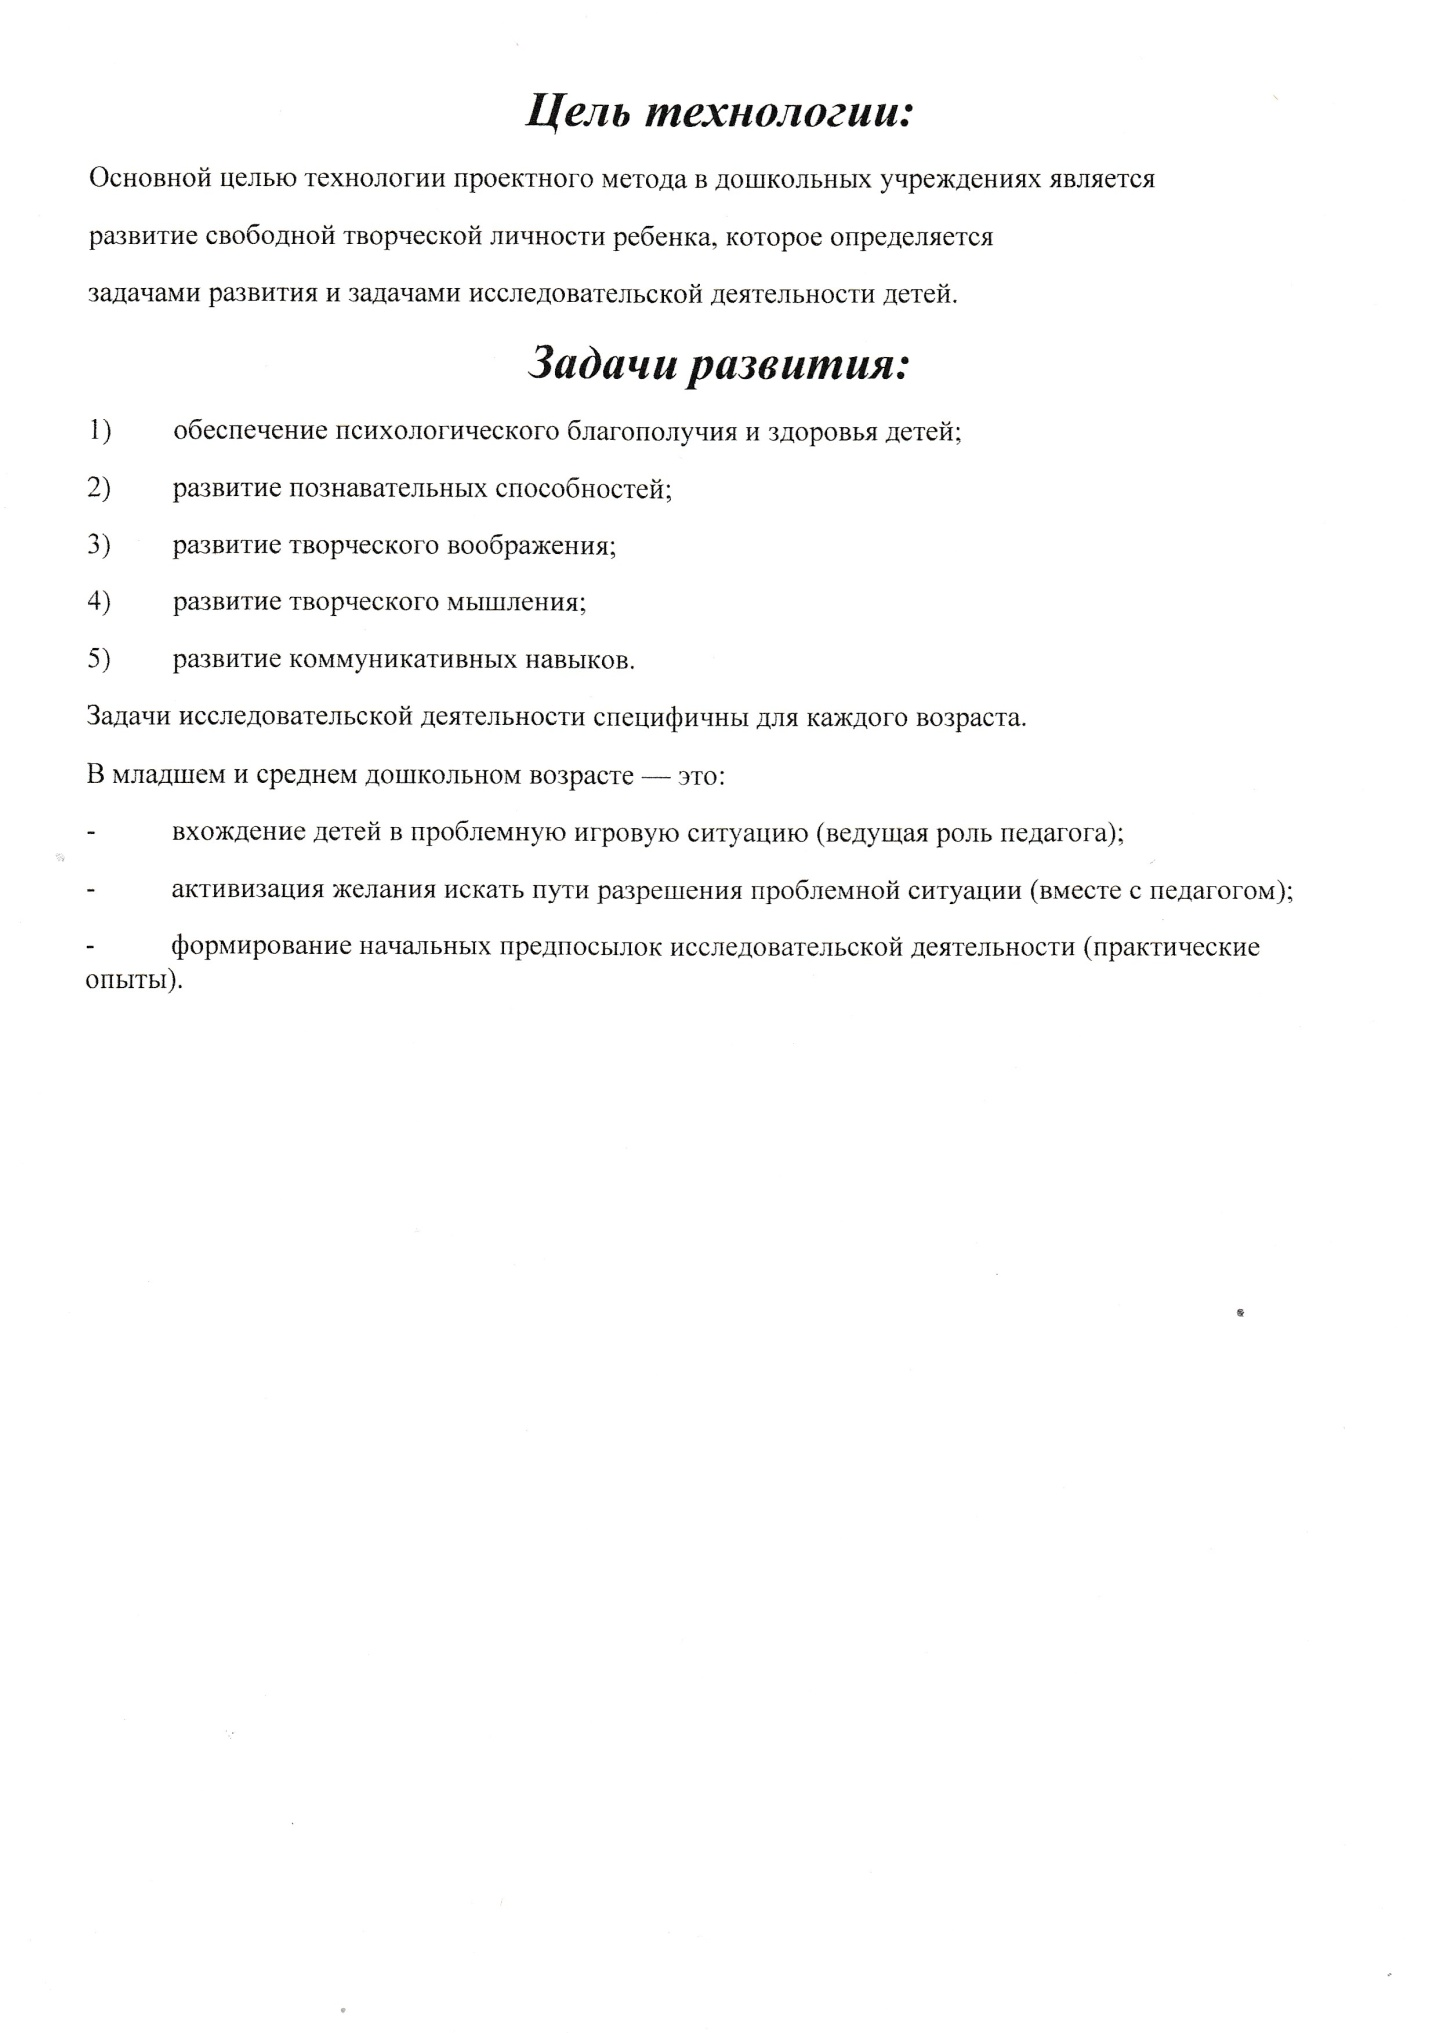 Цель технологии:
Основной целью технологии проектного метода в дошкольных учреждениях является
развитие свободной творческой личности ребенка, которое определяется
задачами развития и задачами исследовательской деятельности детей.
Задачи развития:
1) обеспечение психологического благополучия и здоровья детей;
2) развитие познавательных способностей;
3) развитие творческого воображения;
4) развитие творческого мышления;
5) развитие коммуникативных навыков.
Задачи исследовательской деятельности специфичны для каждого возраста.
В младшем и среднем дошкольном возрасте — это:
- вхождение детей в проблемную игровую ситуацию (ведущая роль педагога);
- активизация желания искать пути разрешения проблемной ситуации (вместе с педагогом);
- формирование начальных предпосылок исследовательской деятельности (практические
опыты).